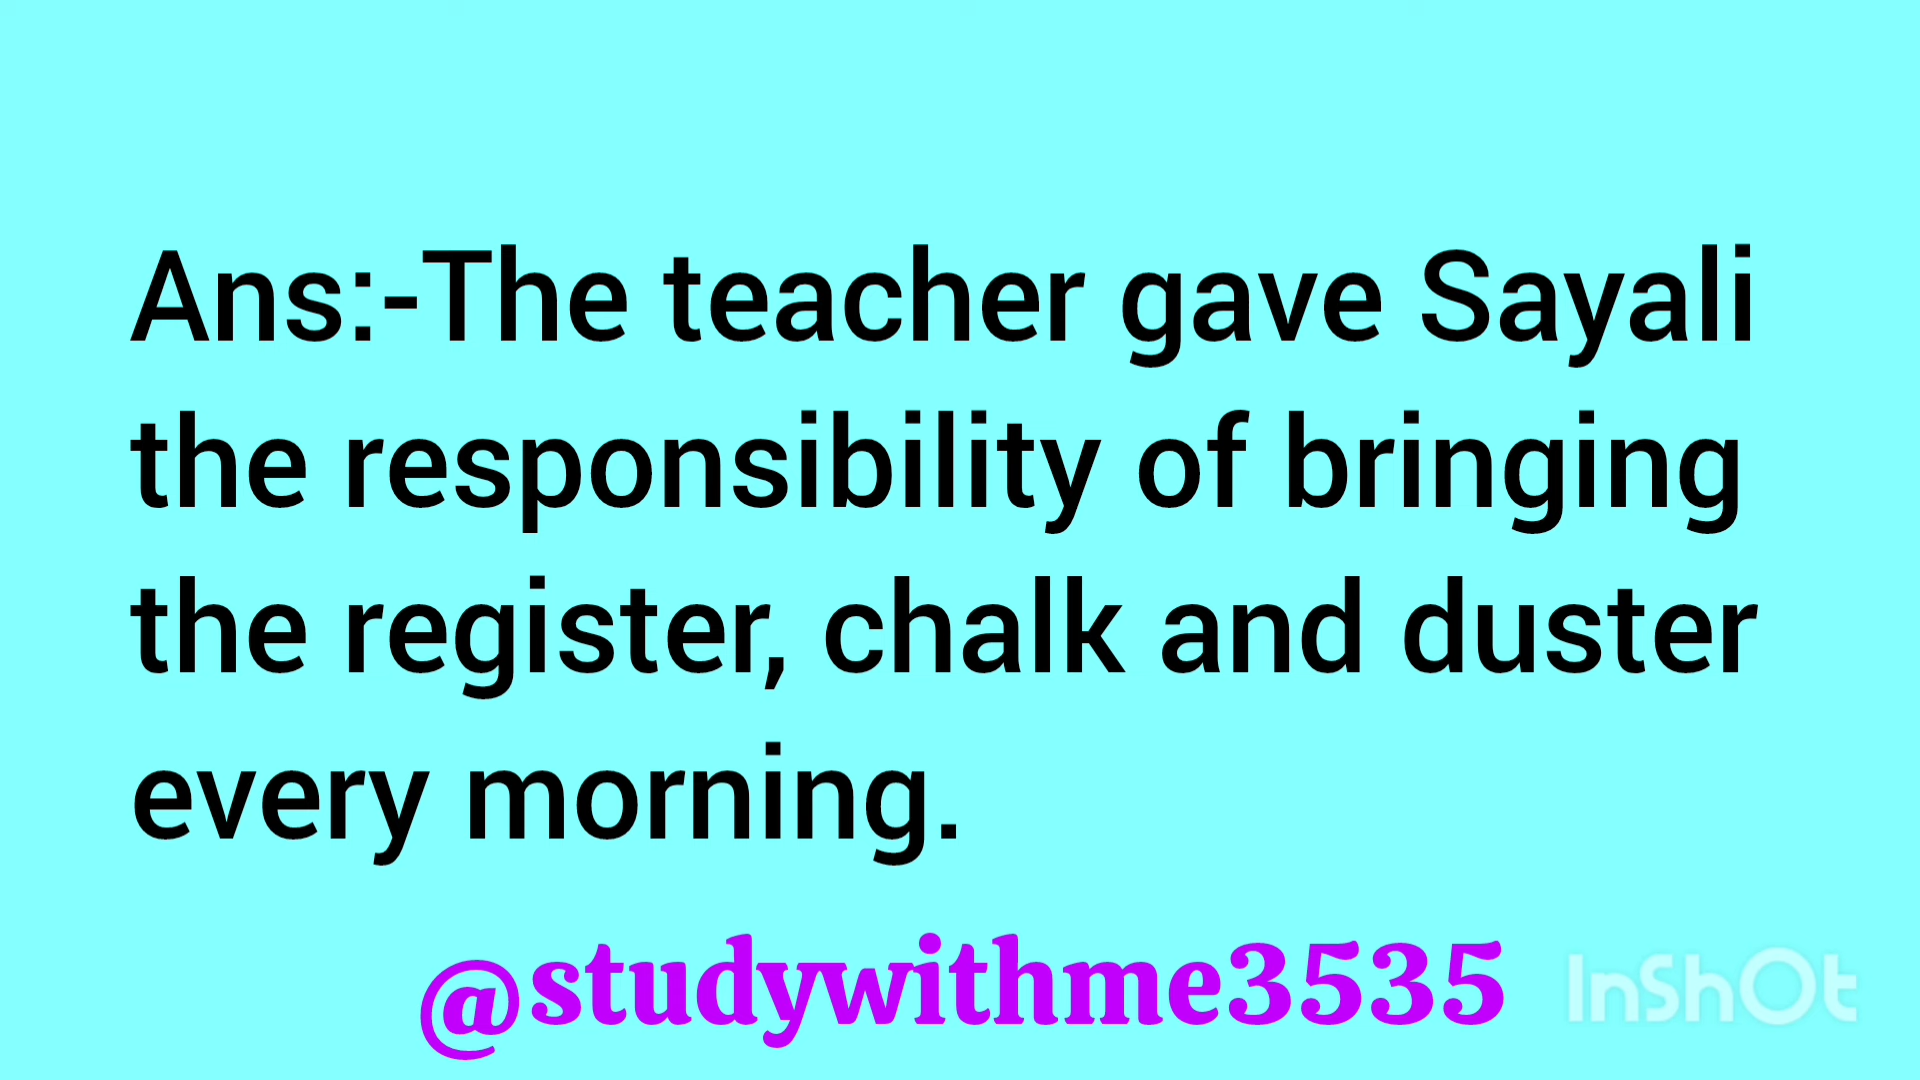 Ans:-The teacher gave Sayali
the responsibility of bringing
the register, chalk and duster
every morning.
@studywithme3535
InShOt